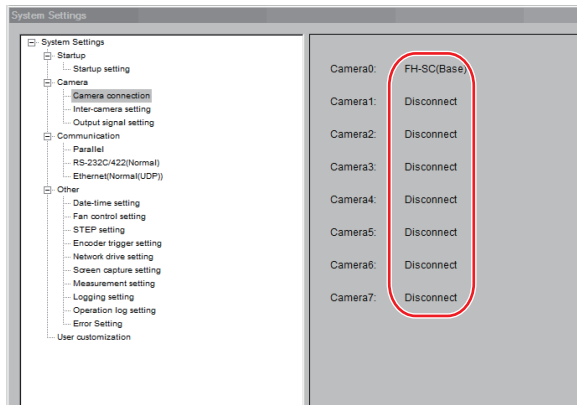 System Settings
System Settings
Startup
Startup setting
Camera
Camera connection
Inter-camera setting
Output signal setting
Communication
Parallel
RS-232C/422(Normal)
Ethernet(Normal(UDP))
Other
Date-time setting
Fan control setting
STEP setting
Encoder trigger setting
Network drive setting
Screen capture setting
Measurement setting
Logging setting
Operation log setting
Error Setting
User customization
Camera0: FH-SC(Base)
Camera1: Disconnect
Camera2: Disconnect
Camera3: Disconnect
Camera4: Disconnect
Camera5: Disconnect
Camera6: Disconnect
Camera7: Disconnect